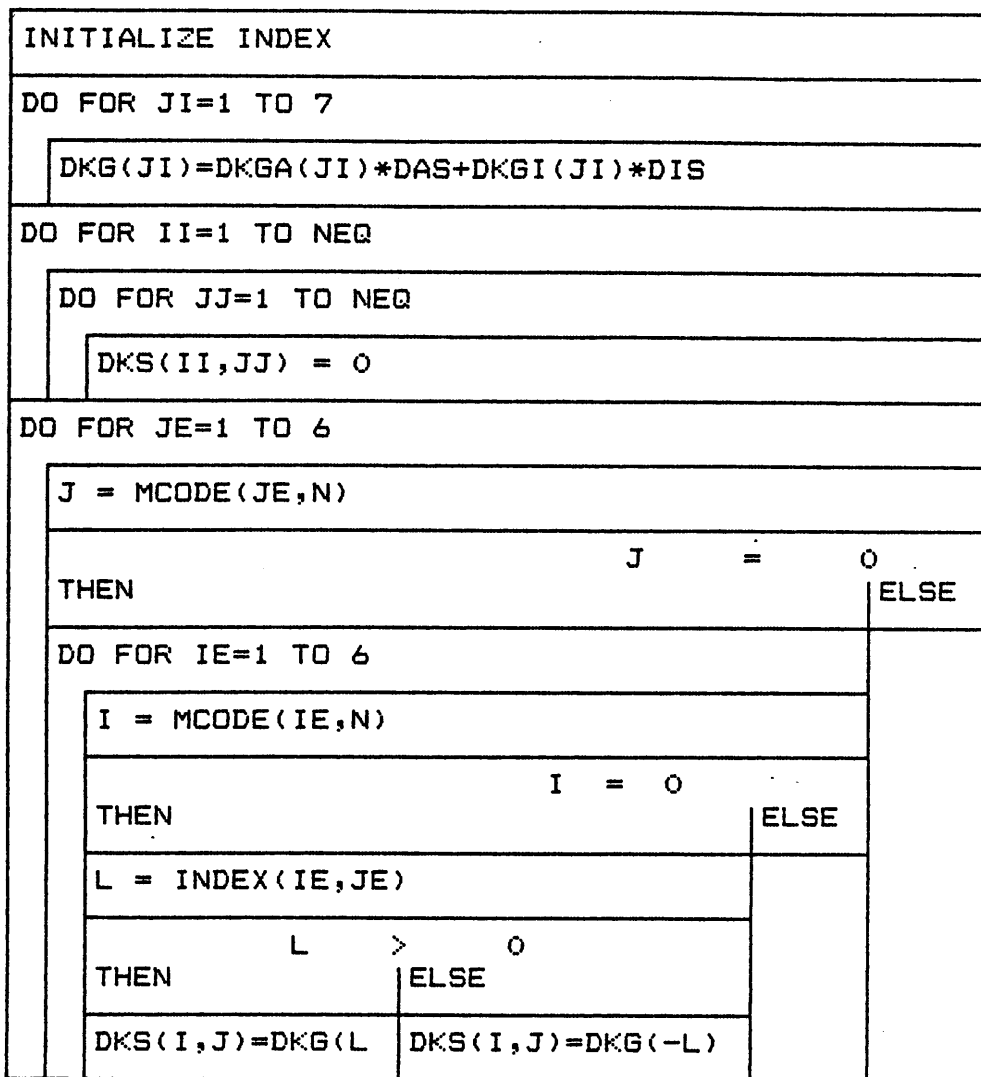 INITIALIZE INDEX
DO FOR JI=1 TO 7
DKG(JI)=DKGA(JI)*DAS+DKGI(JI)*DIS
DO FOR II=1 TO NEQ
DO FOR JJ=1 TO NEQ
DKS(II,JJ) = 0
DO FOR JE=1 TO 6
J = MCODE(JE,N)
J = 0
THEN ELSE
DO FOR IE=1 TO 6
I = MCODE(IE,N)
I = 0
THEN ELSE
L = INDEX(IE,JE)
L > 0
THEN ELSE
DKS(I,J)=DKG(L DKS(I,J)=DKG(-L)